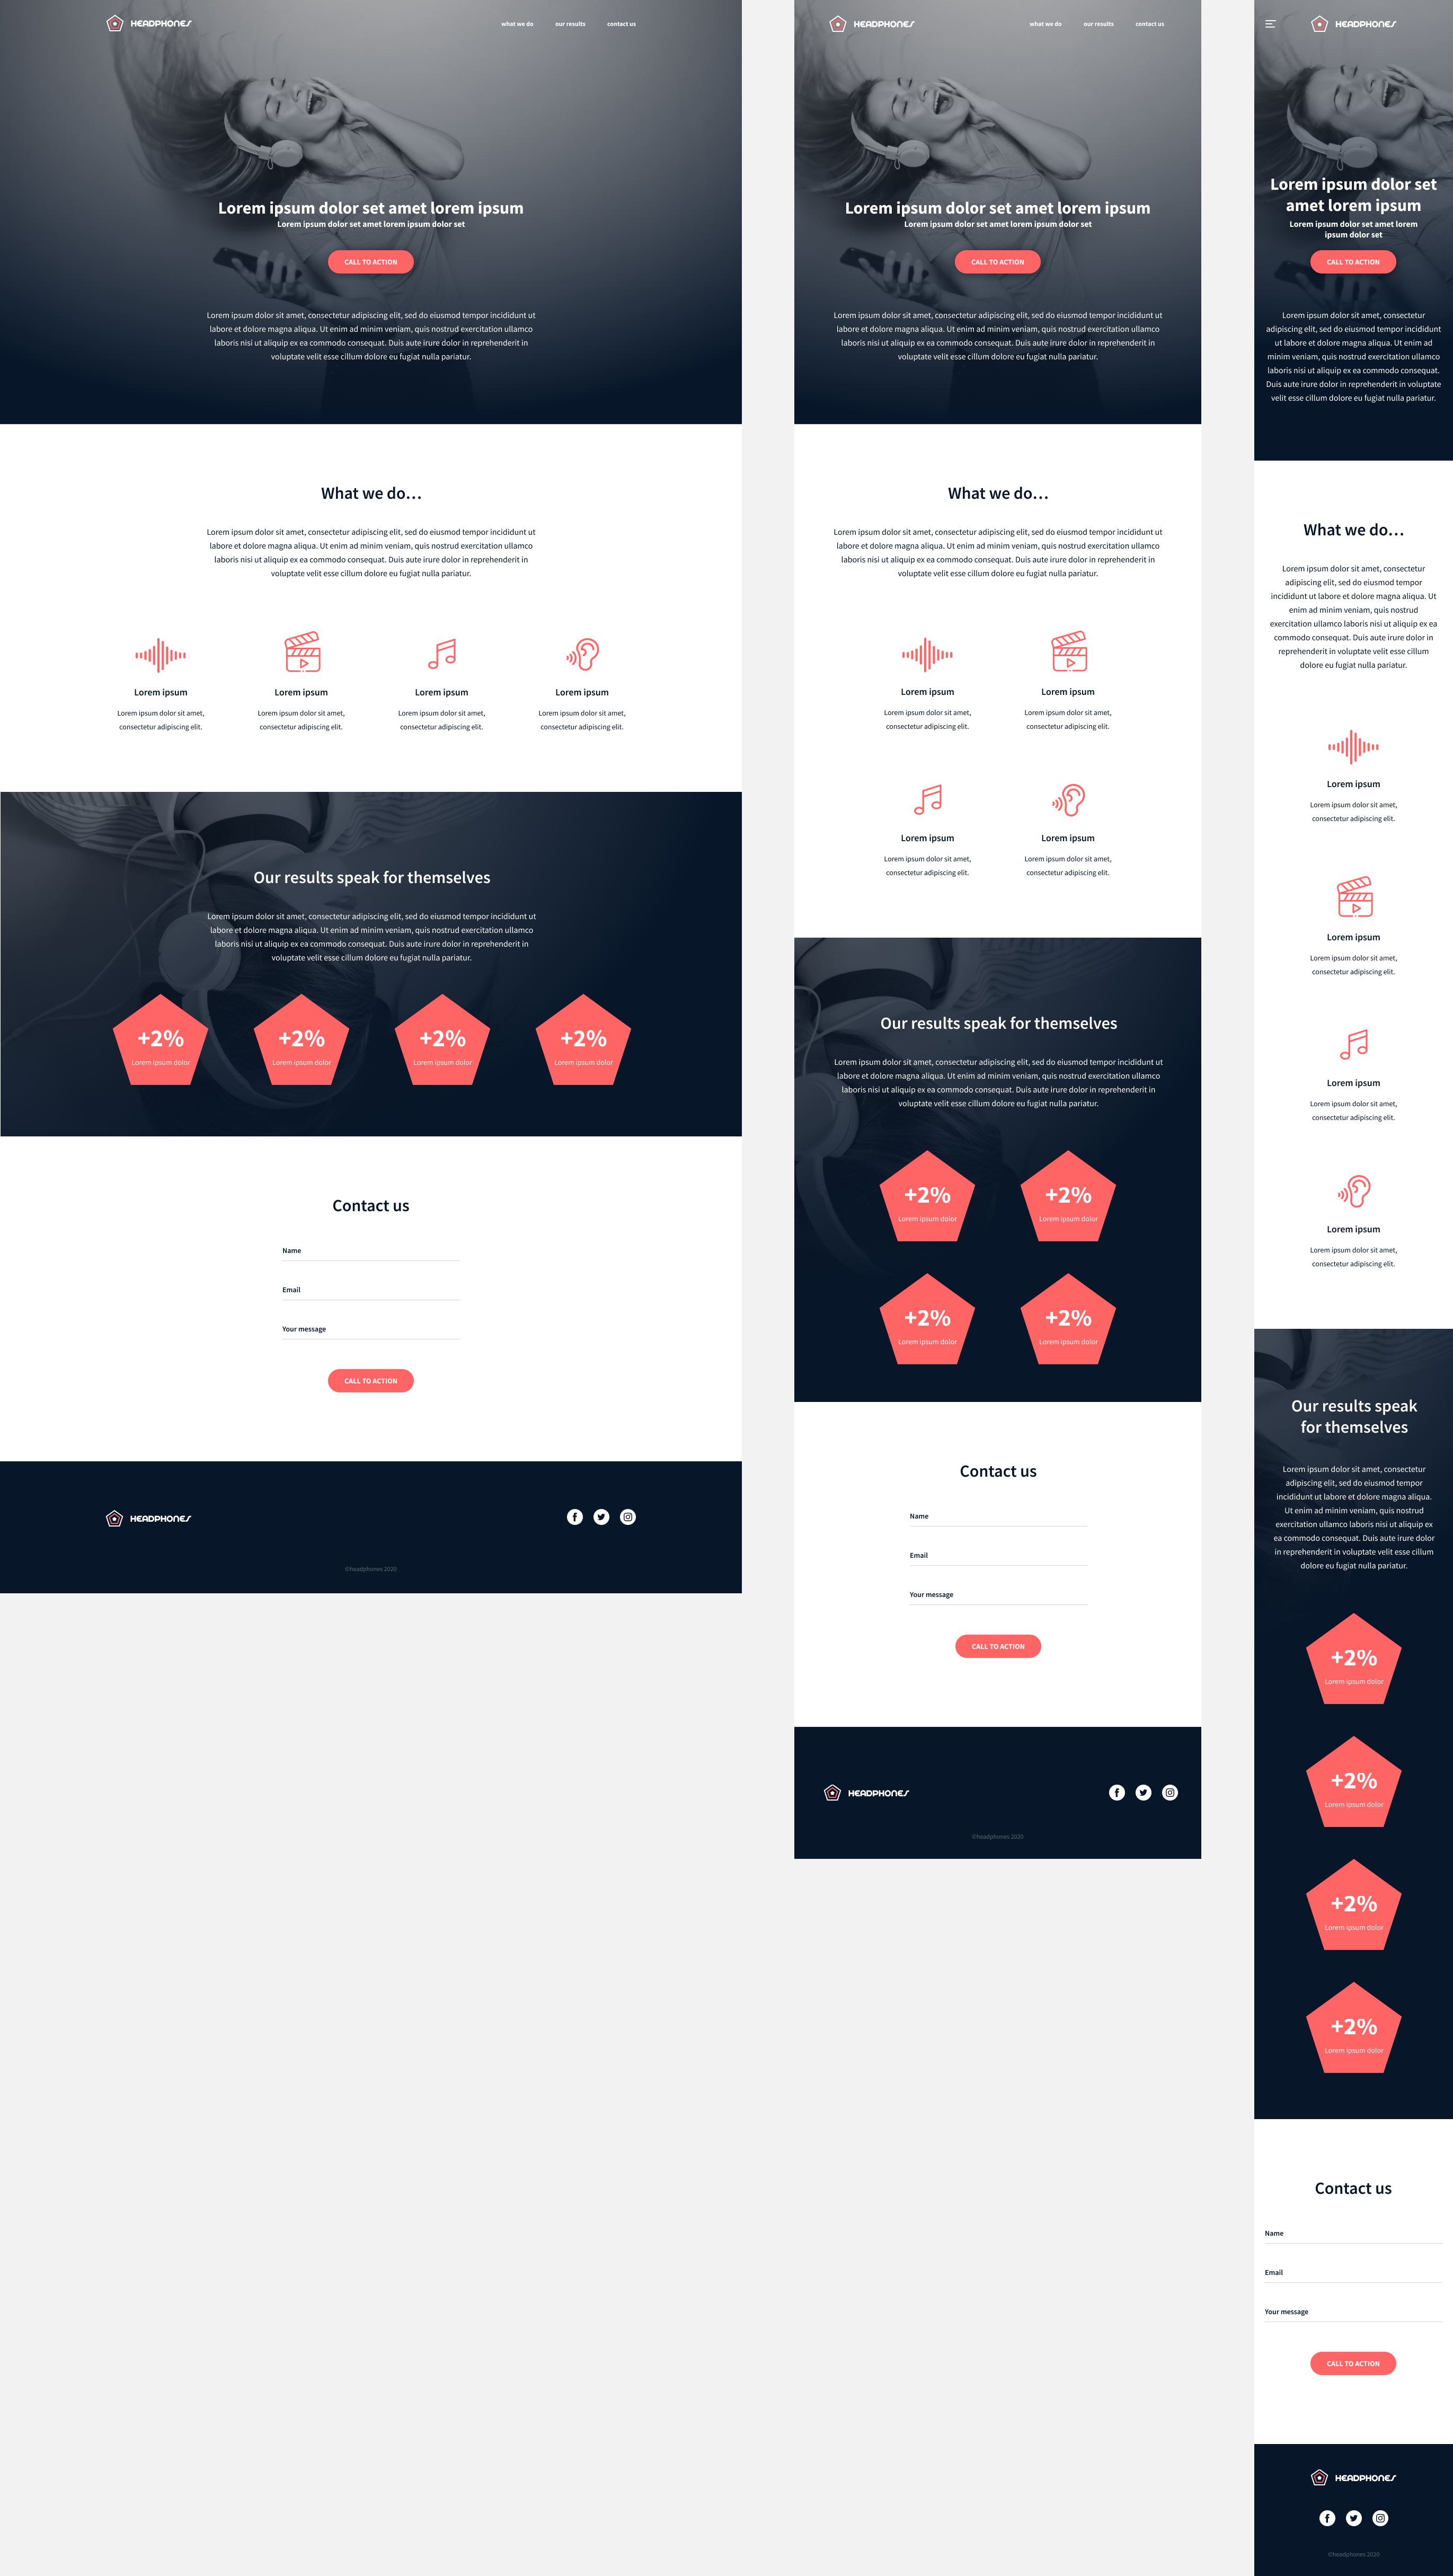 HEADPHONES
what we do our results contact us
Lorem ipsum dolor set amet lorem ipsum
Lorem ipsum dolor set amet lorem ipsum dolor set
CALL TO ACTION
Lorem ipsum dolor sit amet, consectetur adipiscing elit, sed do eiusmod tempor incididunt ut
labore et dolore magna aliqua. Ut enim ad minim veniam, quis nostrud exercitation ullamco
laboris nisi ut aliquip ex ea commodo consequat. Duis aute irure dolor in reprehenderit in
voluptate velit esse cillum dolore eu fugiat nulla pariatur.
What we do...
Lorem ipsum dolor sit amet, consectetur adipiscing elit, sed do eiusmod tempor incididunt ut
labore et dolore magna aliqua. Ut enim ad minim veniam, quis nostrud exercitation ullamco
laboris nisi ut aliquip ex ea commodo consequat. Duis aute irure dolor in reprehenderit in
voluptate velit esse cillum dolore eu fugiat nulla pariatur.
Lorem ipsum
Lorem ipsum dolor sit amet,
consectetur adipiscing elit.
Lorem ipsum
Lorem ipsum dolor sit amet,
consectetur adipiscing elit.
Lorem ipsum
Lorem ipsum dolor sit amet,
consectetur adipiscing elit.
Lorem ipsum
Lorem ipsum dolor sit amet,
consectetur adipiscing elit.
Our results speak for themselves
Lorem ipsum dolor sit amet, consectetur adipiscing elit, sed do eiusmod tempor incididunt ut
labore et dolore magna aliqua. Ut enim ad minim veniam, quis nostrud exercitation ullamco
laboris nisi ut aliquip ex ea commodo consequat. Duis aute irure dolor in reprehenderit in
voluptate velit esse cillum dolore eu fugiat nulla pariatur.
+2%
Lorem ipsum dolor
+2%
Lorem ipsum dolor
+2%
Lorem ipsum dolor
+2%
Lorem ipsum dolor
Contact us
Name
Email
Your message
CALL TO ACTION
HEADPHONES
©headphones 2020
HEADPHONES
what we do our results contact us
Lorem ipsum dolor set amet lorem ipsum
Lorem ipsum dolor set amet lorem ipsum dolor set
CALL TO ACTION
Lorem ipsum dolor sit amet, consectetur adipiscing elit, sed do eiusmod tempor incididunt ut
labore et dolore magna aliqua. Ut enim ad minim veniam, quis nostrud exercitation ullamco
laboris nisi ut aliquip ex ea commodo consequat. Duis aute irure dolor in reprehenderit in
voluptate velit esse cillum dolore eu fugiat nulla pariatur.
What we do...
Lorem ipsum dolor sit amet, consectetur adipiscing elit, sed do eiusmod tempor incididunt ut
labore et dolore magna aliqua. Ut enim ad minim veniam, quis nostrud exercitation ullamco
laboris nisi ut aliquip ex ea commodo consequat. Duis aute irure dolor in reprehenderit in
voluptate velit esse cillum dolore eu fugiat nulla pariatur.
Lorem ipsum
Lorem ipsum dolor sit amet,
consectetur adipiscing elit.
Lorem ipsum
Lorem ipsum dolor sit amet,
consectetur adipiscing elit.
Lorem ipsum
Lorem ipsum dolor sit amet,
consectetur adipiscing elit.
Lorem ipsum
Lorem ipsum dolor sit amet,
consectetur adipiscing elit.
Our results speak for themselves
Lorem ipsum dolor sit amet, consectetur adipiscing elit, sed do eiusmod tempor incididunt ut
labore et dolore magna aliqua. Ut enim ad minim veniam, quis nostrud exercitation ullamco
laboris nisi ut aliquip ex ea commodo consequat. Duis aute irure dolor in reprehenderit in
voluptate velit esse cillum dolore eu fugiat nulla pariatur.
+2%
Lorem ipsum dolor
+2%
Lorem ipsum dolor
+2%
Lorem ipsum dolor
+2%
Lorem ipsum dolor
Contact us
Name
Email
Your message
CALL TO ACTION
HEADPHONES
©headphones 2020
HEADPHONES
Lorem ipsum dolor set
amet lorem ipsum
Lorem ipsum dolor set amet lorem
ipsum dolor set
CALL TO ACTION
Lorem ipsum dolor sit amet, consectetur
adipiscing elit, sed do eiusmod tempor incididunt
ut labore et dolore magna aliqua. Ut enim ad
minim veniam, quis nostrud exercitation ullamco
laboris nisi ut aliquip ex ea commodo consequat.
Duis aute irure dolor in reprehenderit in voluptate
velit esse cillum dolore eu fugiat nulla pariatur.
What we do...
Lorem ipsum dolor sit amet, consectetur
adipiscing elit, sed do eiusmod tempor
incididunt ut labore et dolore magna aliqua. Ut
enim ad minim veniam, quis nostrud
exercitation ullamco laboris nisi ut aliquip ex ea
commodo consequat. Duis aute irure dolor in
reprehenderit in voluptate velit esse cillum
dolore eu fugiat nulla pariatur.
Lorem ipsum
Lorem ipsum dolor sit amet,
consectetur adipiscing elit.
Lorem ipsum
Lorem ipsum dolor sit amet,
consectetur adipiscing elit.
Lorem ipsum
Lorem ipsum dolor sit amet,
consectetur adipiscing elit.
Lorem ipsum
Lorem ipsum dolor sit amet,
consectetur adipiscing elit.
Our results speak
for themselves
Lorem ipsum dolor sit amet, consectetur
adipiscing elit, sed do eiusmod tempor
incididunt ut labore et dolore magna aliqua.
Ut enim ad minim veniam, quis nostrud
exercitation ullamco laboris nisi ut aliquip ex
ea commodo consequat. Duis aute irure dolor
in reprehenderit in voluptate velit esse cillum
dolore eu fugiat nulla pariatur.
+2%
Lorem ipsum dolor
+2%
Lorem ipsum dolor
+2%
Lorem ipsum dolor
+2%
Lorem ipsum dolor
Contact us
Name
Email
Your message
CALL TO ACTION
HEADPHONES
©headphones 2020